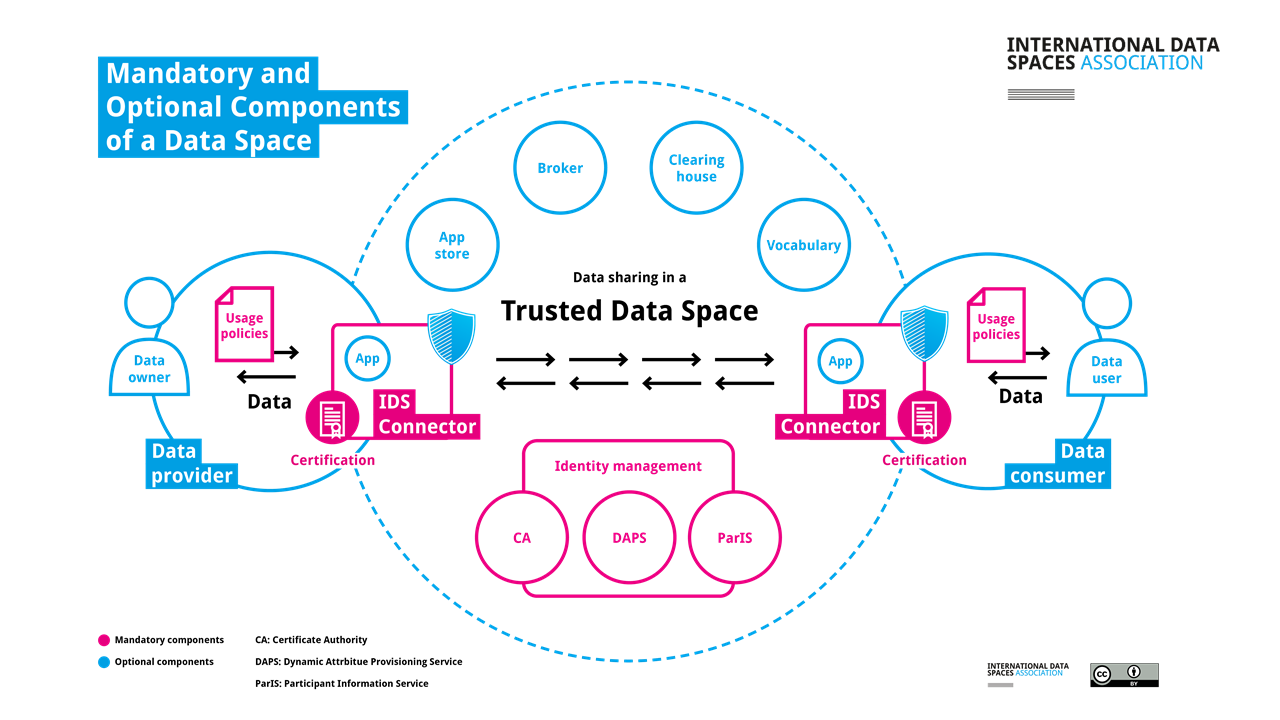 Mandatory and
Optional Components
of a Data Space
INTERNATIONAL DATA
SPACES ASSOCIATION
Broker
Clearing
house
App
store
Vocabulary
Data sharing in a
Trusted Data Space
Usage
policies
Data
owner
App
Data
IDS
Connector
Certification
Data
provider
App
IDS
Connector
Certification
Usage
policies
Data
user
Data
Data
consumer
Identity management
CA
DAPS
ParIS
Mandatory components
Optional components
CA: Certificate Authority
DAPS: Dynamic Attrbitue Provisioning Service
ParIS: Participant Information Service
INTERNATIONAL DATA
SPACES ASSOCIATION
cc
BY